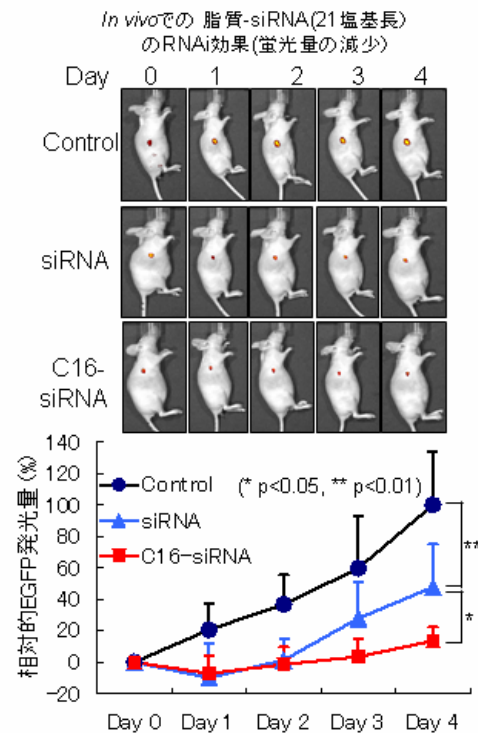 In vivoでの 脂質-siRNA(21塩基長)
のRNAi効果(蛍光量の減少)
Day 0 1 2 3 4
Control
siRNA
C16-
siRNA
相対的EGFP発光量(%)
140
120
100
80
60
40
20
0
-20
Control (* p<0.05, ** p<0.01)
siRNA
C16-siRNA
**
*
Day 0 Day 1 Day 2 Day 3 Day 4